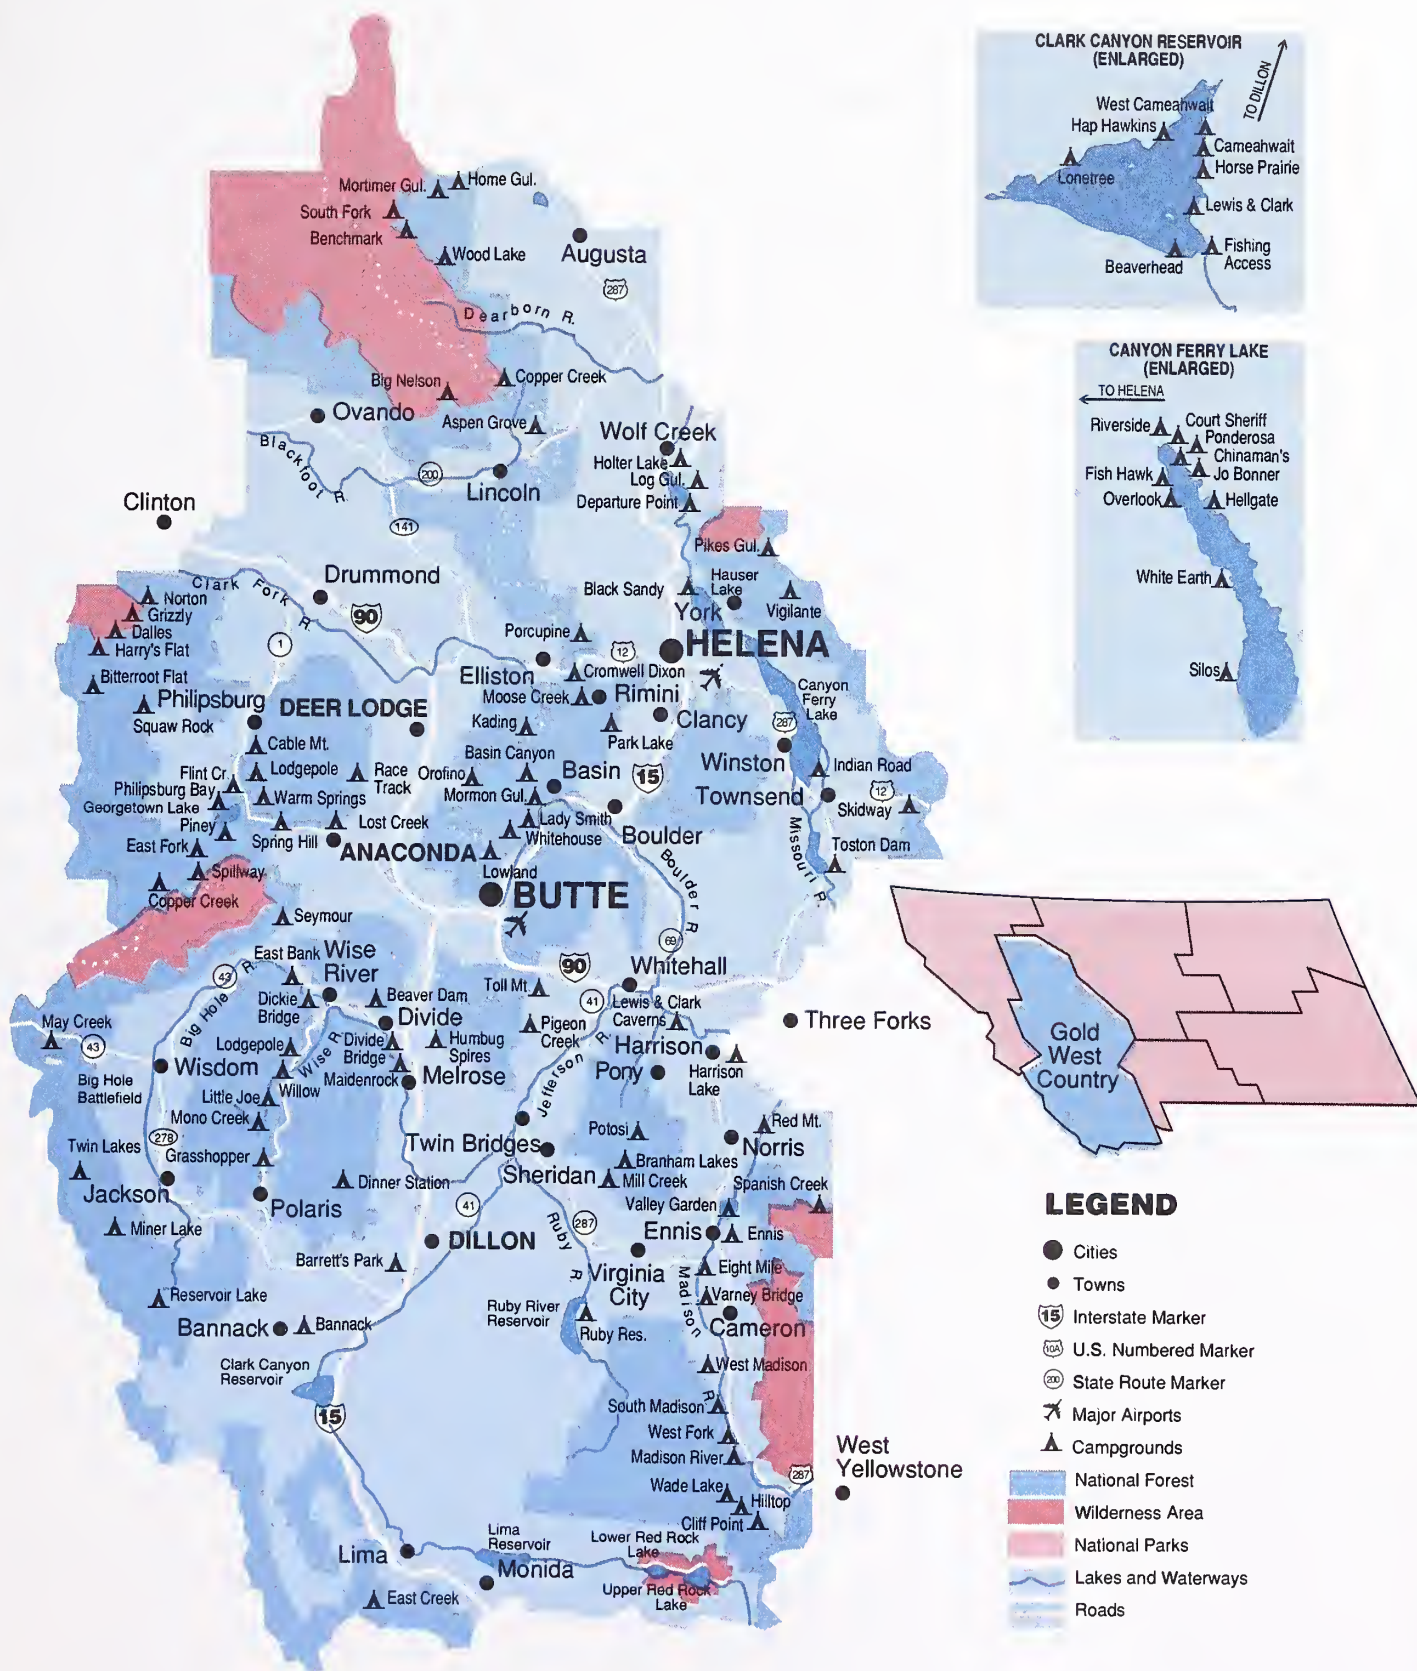 CLARK CANYON RESERVOIR
(ENLARGED)
TO DILLON
West Cameahwait
Hap Hawkins
Cameahwait
Lonetree
Horse Prairie
Lewis & Clark
Beaverhead
Fishing
Access
CANYON FERRY LAKE
(ENLARGED)
TO HELENA
Riverside
Court Sheriff
Ponderosa
Chinaman's
Fish Hawk
Jo Bonner
Overlook
Hellgate
White Earth
Silos
Mortimer Gul.
Home Gul.
South Fork
Benchmark
Wood Lake
Augusta
287
Dearborn R.
Big Nelson
Copper Creek
Ovando
Aspen Grove
Wolf Creek
Blackfoot R.
Holter Lake
200
Log Gul.
Lincoln
Departure Point
Clinton
141
Pikes Gul.
Drummond
Clark Fork R.
Norton
90
Black Sandy
Hauser
Lake
Grizzly
York
Vigilante
Dalles
Porcupine
Harry's Flat
1
12
HELENA
Elliston
Cromwell Dixon
Bitterroot Flat
Moose Creek
Rimini
Canyon
Ferry
Lake
Philipsburg
DEER LODGE
Squaw Rock
Kading
Clancy
287
Park Lake
Cable Mt.
Basin Canyon
Winston
Flint Cr.
Lodgepole
Race
Track
Orofino
Basin
15
Indian Road
Philipsburg Bay
Warm Springs
Mormon Gul.
Townsend
12
Georgetown Lake
Skidway
Piney
Spring Hill
Lost Creek
Lady Smith
Whitehouse
Boulder
Missouri R.
East Fork
ANACONDA
Toston Dam
Spillway
Lowland
Boulder R
Copper Creek
BUTTE
Seymour
69
East Bank
Wise
River
90
Whitehall
43
Big Hole R.
Toll Mt.
Dickie
Bridge
Beaver Dam
41
Lewis & Clark
Caverns
May Creek
Divide
Pigeon
Creek
Three Forks
43
Lodgepole
Wise R.
Divide
Bridge
Humbug
Spires
Harrison
Wisdom
Maidenrock
Melrose
Jefferson R.
Pony
Harrison
Lake
Big Hole
Battlefield
Willow
Little Joe
Mono Creek
278
Twin Lakes
Potosi
Red Mt.
Grasshopper
Twin Bridges
Norris
Branham Lakes
Jackson
Dinner Station
Sheridan
Mill Creek
Spanish Creek
Polaris
41
Valley Garden
Miner Lake
Ruby R
287
Ennis
Ennis
DILLON
Barrett's Park
Virginia
City
Madison R
Eight Mile
Reservoir Lake
Varney Bridge
Ruby River
Reservoir
Ruby Res.
Bannack
Bannack
Cameron
Clark Canyon
Reservoir
West Madison
15
South Madison
West Fork
Madison River
West
Yellowstone
287
Wade Lake
Hilltop
Cliff Point
Lima
Reservoir
Lower Red Rock
Lake
Lima
Monida
Upper Red Rock
Lake
East Creek
Gold
West
Country
LEGEND
Cities
Towns
15 Interstate Marker
10A U.S. Numbered Marker
200 State Route Marker
Major Airports
Campgrounds
National Forest
Wilderness Area
National Parks
Lakes and Waterways
Roads